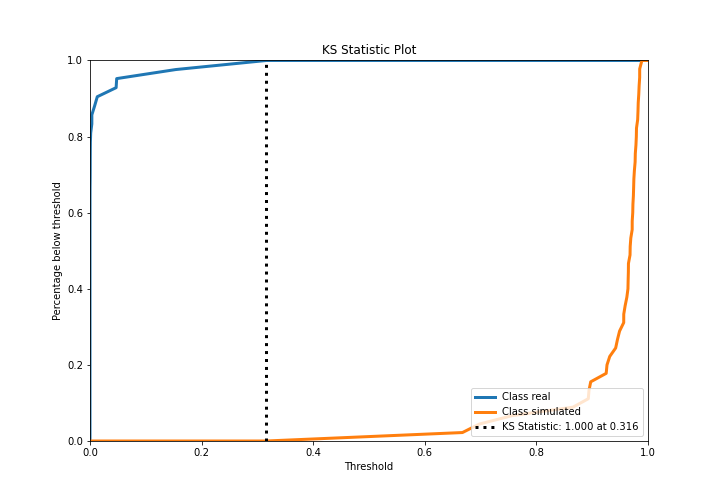 KS Statistic Plot
1.0
0.8
0.6
0.4
0.2
0.0
Percentage below threshold
0.0 0.2 0.4 0.6 0.8 1.0
Threshold
Class real
Class simulated
KS Statistic: 1.000 at 0.316